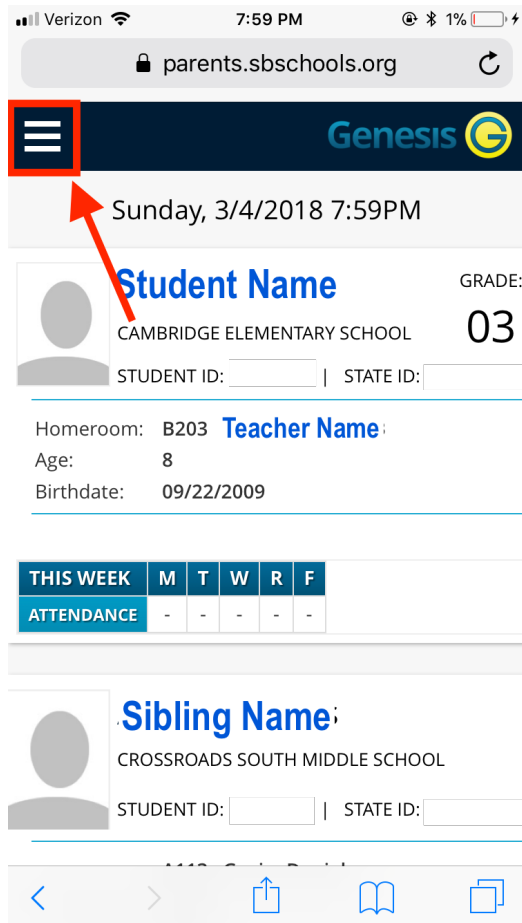 Verizon 7:59 PM 1%
parents.sbschools.org
Genesis G
Sunday, 3/4/2018 7:59PM
Student Name GRADE:
CAMBRIDGE ELEMENTARY SCHOOL 03
STUDENT ID: | STATE ID:
Homeroom: B203 Teacher Name
Age: 8
Birthdate: 09/22/2009
THIS WEEK M T W R F
ATTENDANCE - - - - -
Sibling Name
CROSSROADS SOUTH MIDDLE SCHOOL
STUDENT ID: | STATE ID: